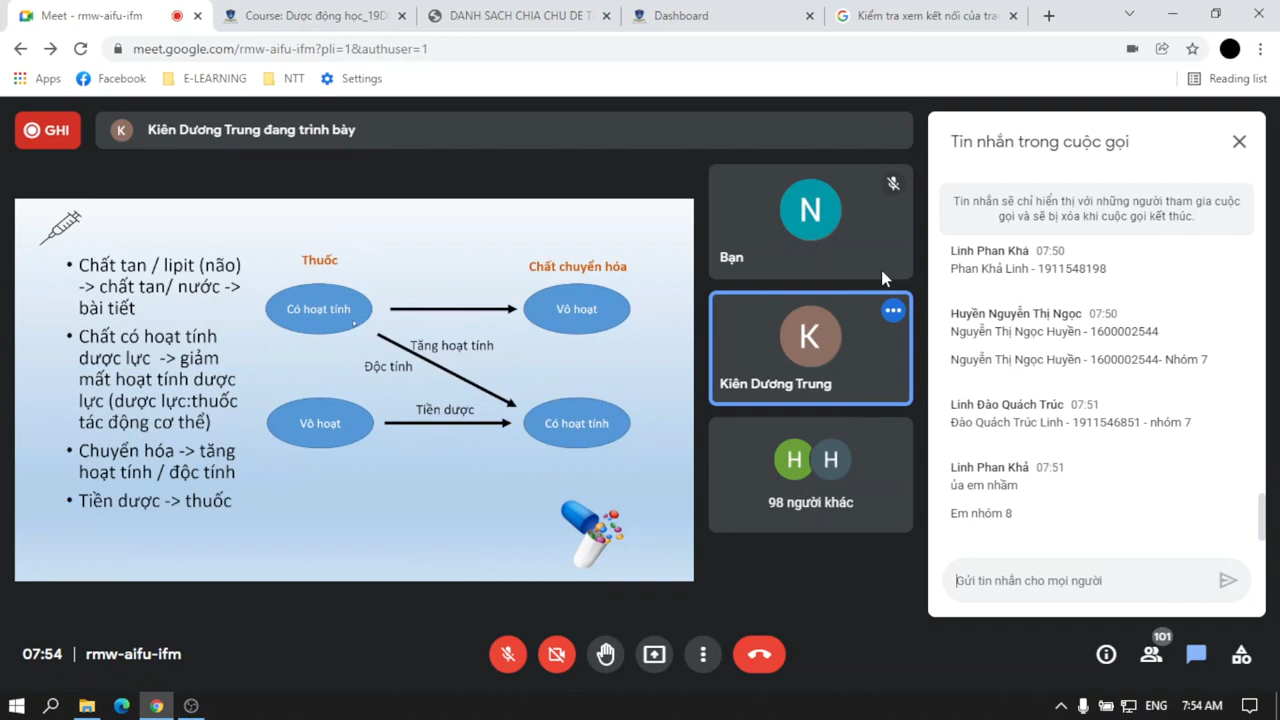 Meet - rmw-aifu-ifm
Course: Dược động học_19D
DANH SACH CHIA CHU DE T
Dashboard
Kiểm tra xem kết nối của tra
meet.google.com/rmw-aifu-ifm?pli=1&authuser=1
Apps
Facebook
E-LEARNING
NTT
Settings
Reading list
GHI
K
Kiên Dương Trung đang trình bày
• Chất tan / lipit (não)
-> chất tan/ nước ->
bài tiết
• Chất có hoạt tính
dược lực -> giảm
mất hoạt tính dược
lực (dược lực:thuốc
tác động cơ thể)
• Chuyển hóa -> tăng
hoạt tính / độc tính
• Tiền dược -> thuốc
Thuốc
Chất chuyển hóa
Có hoạt tính
Vô hoạt
Tăng hoạt tính
Độc tính
Vô hoạt
Tiền dược
Có hoạt tính
N
Bạn
K
Kiên Dương Trung
H
H
98 người khác
Tin nhắn trong cuộc gọi
Tin nhắn sẽ chỉ hiển thị với những người tham gia cuộc
gọi và sẽ bị xóa khi cuộc gọi kết thúc.
Linh Phan Khả 07:50
Phan Khả Linh - 1911548198
Huyền Nguyễn Thị Ngọc 07:50
Nguyễn Thị Ngọc Huyền - 1600002544
Nguyễn Thị Ngọc Huyền - 1600002544- Nhóm 7
Linh Đào Quách Trúc 07:51
Đào Quách Trúc Linh - 1911546851 - nhóm 7
Linh Phan Khả 07:51
ủa em nhầm
Em nhóm 8
Gửi tin nhắn cho mọi người
07:54 | rmw-aifu-ifm
101
ENG
7:54 AM